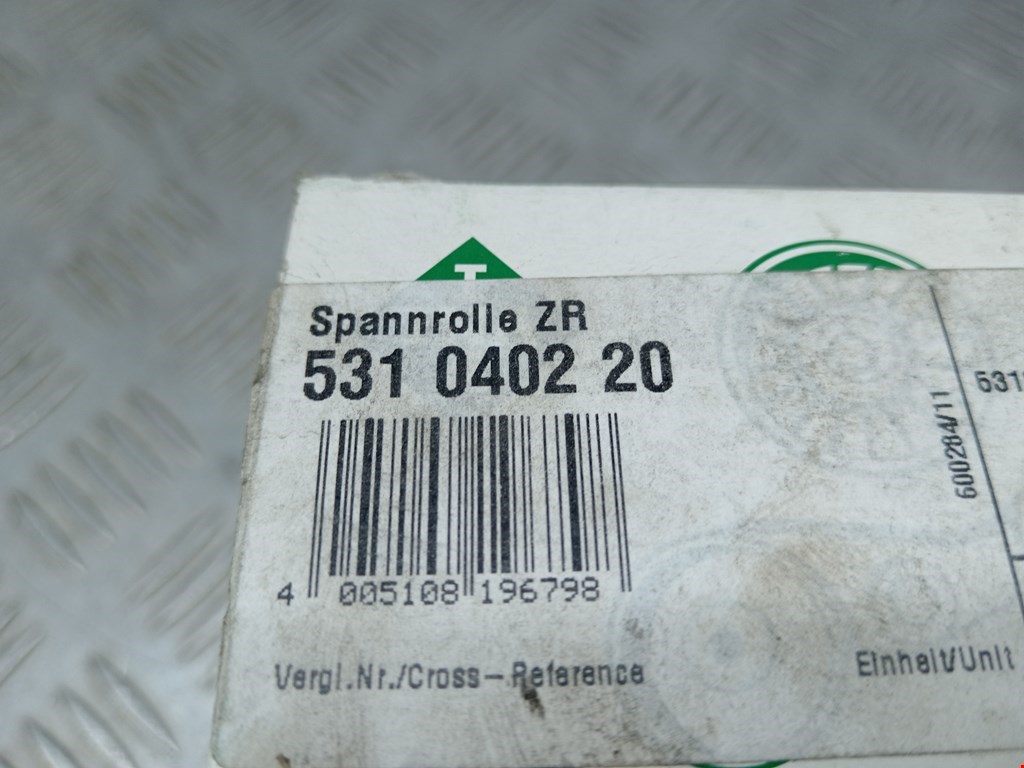 Spannrolle ZR
531 0402 20
600284/11
4 005108 196798
Vergl.Nr./Cross-Reference
Einheit/Unit